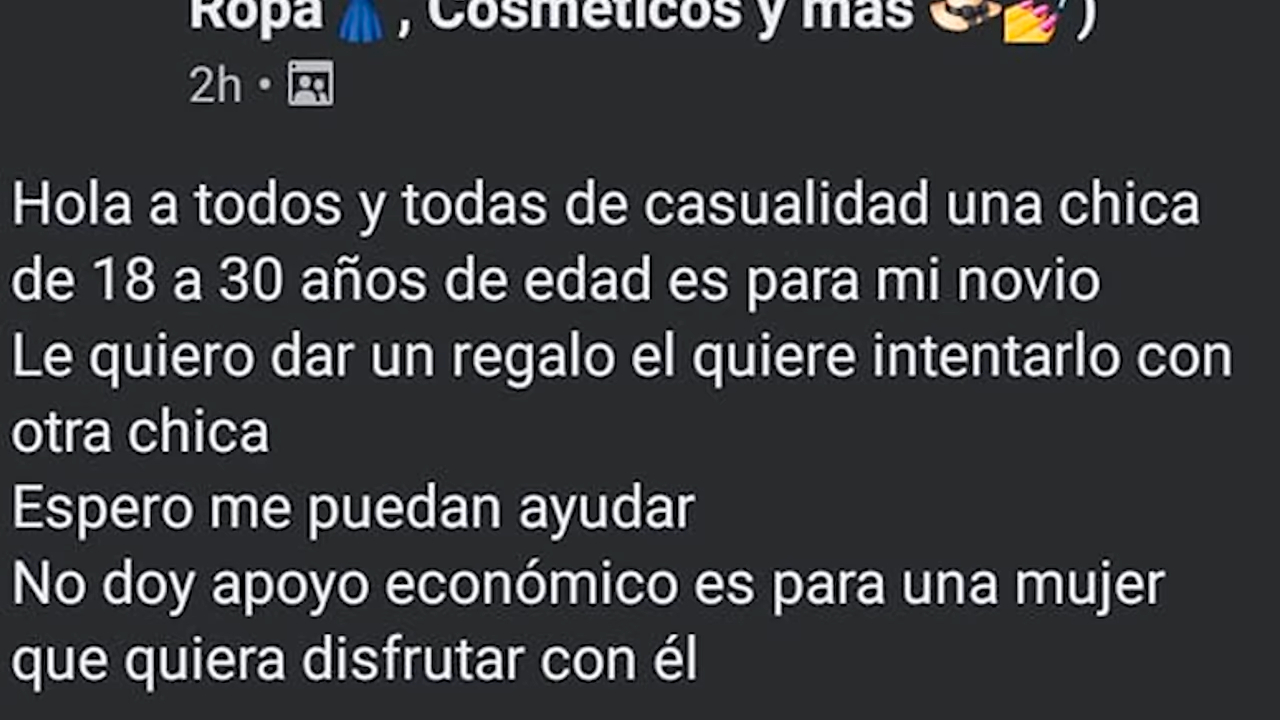 Ropa 👗, Cosméticos y más 💆🏻💅)
2h •
Hola a todos y todas de casualidad una chica
de 18 a 30 años de edad es para mi novio
Le quiero dar un regalo el quiere intentarlo con
otra chica
Espero me puedan ayudar
No doy apoyo económico es para una mujer
que quiera disfrutar con él